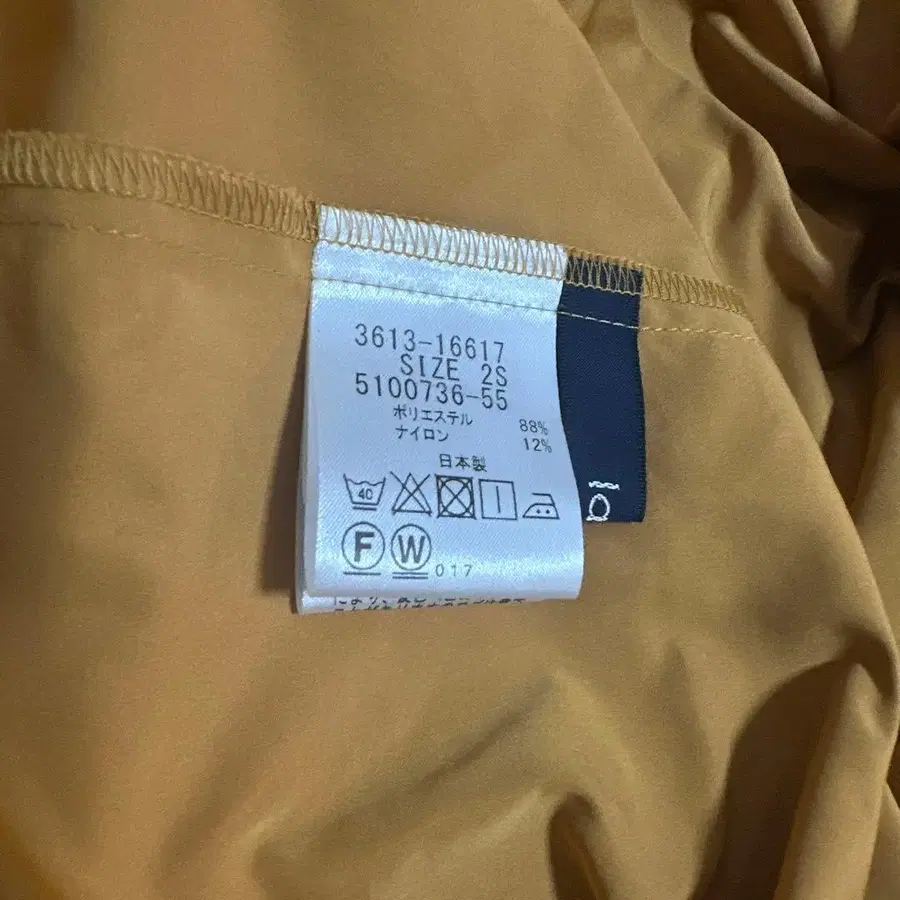 3613-16617
SIZE 2S
5100736-55
ポリエステル 88%
ナイロン 12%
日本製
40
F W 017